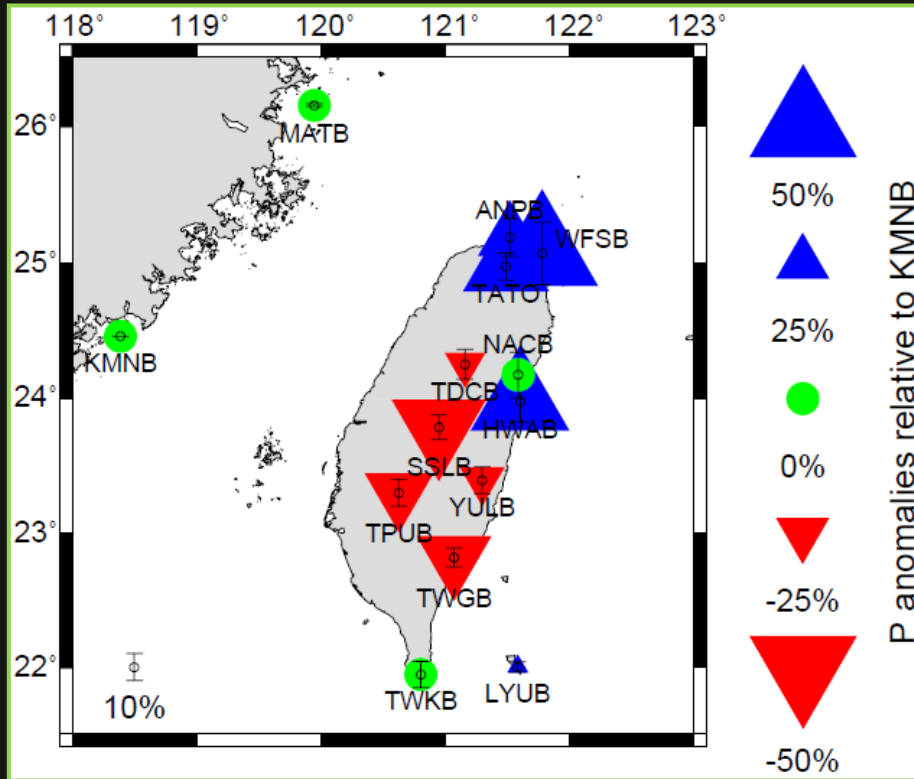 118° 119° 120° 121° 122° 123°
26°
25°
24°
23°
22°
MATB
ANPB
WFSB
TATO
KMNB
NACB
TDCB
HWAB
SSLB
YULB
TPUB
TWGB
TWKB
LYUB
10%
50%
25%
0%
-25%
-50%
P anomalies relative to KMNB